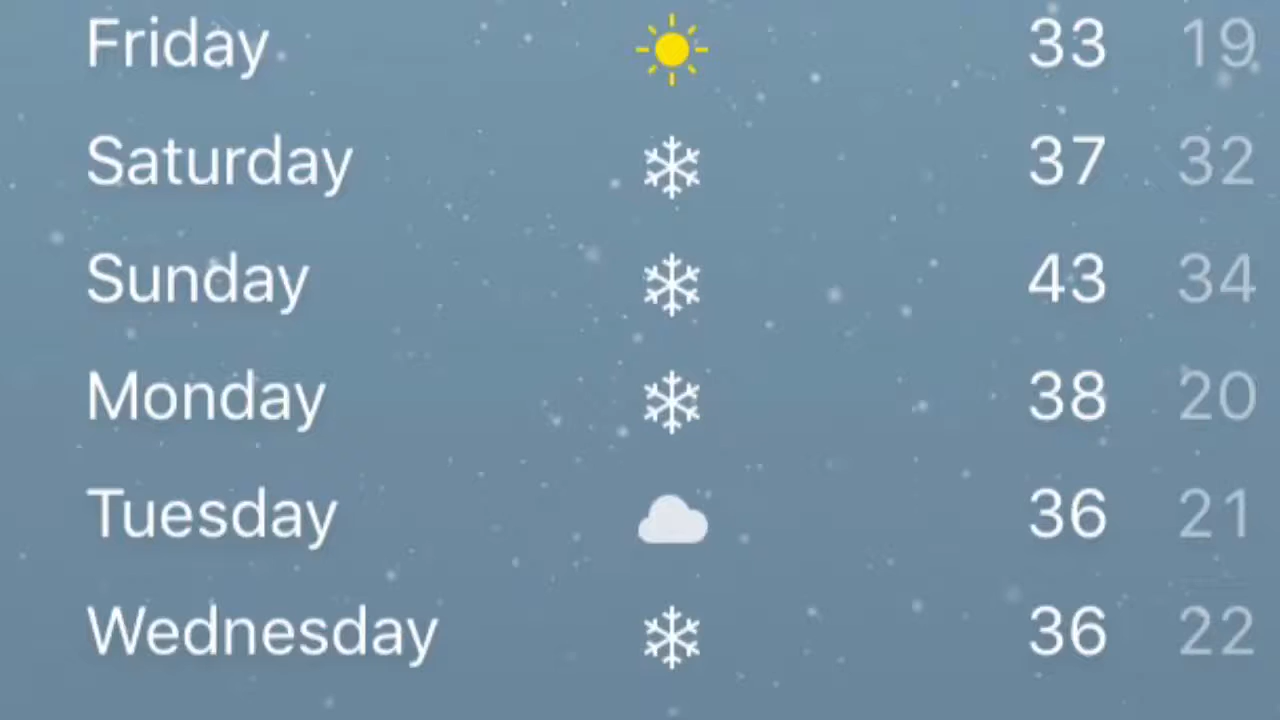 Friday 33 19
Saturday 37 32
Sunday 43 34
Monday 38 20
Tuesday 36 21
Wednesday 36 22